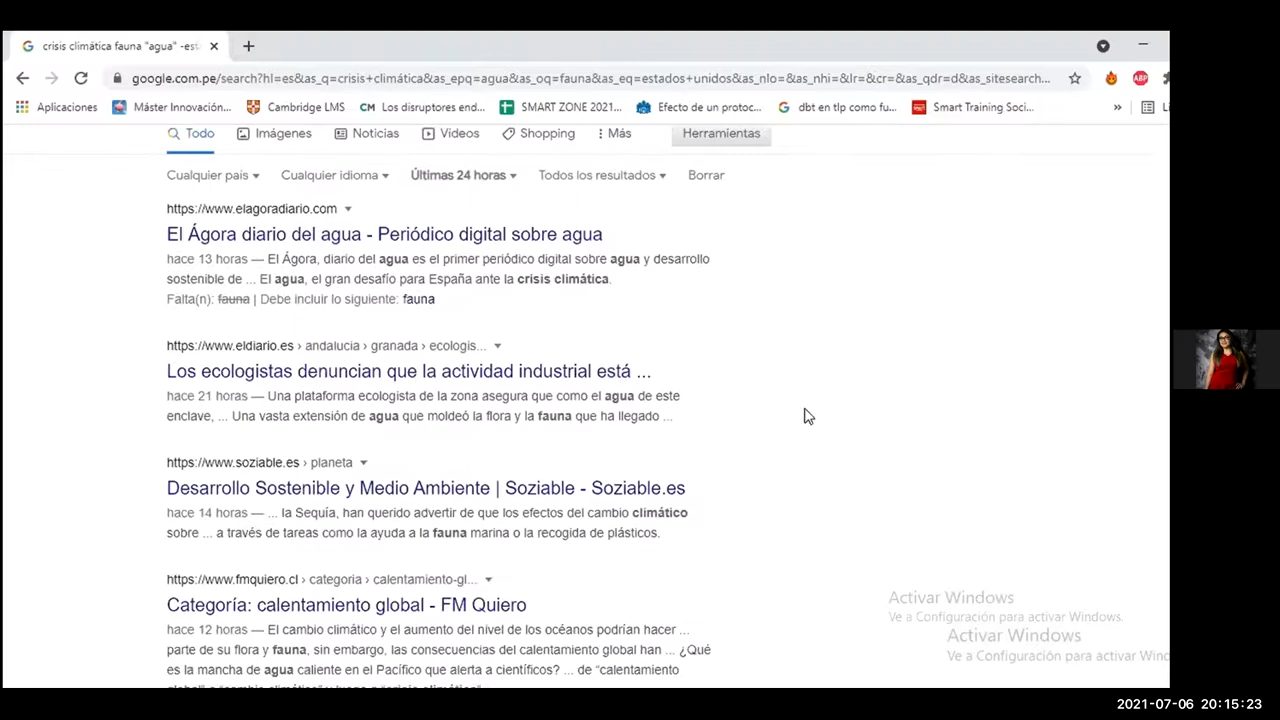 crisis climática fauna "agua" -est
google.com.pe/search?hl=es&as_q=crisis+climática&as_epq=agua&as_oq=fauna&as_eq=estados+unidos&as_nlo=&as_nhi=&lr=&cr=&as_qdr=d&as_sitesearch...
ABP
Aplicaciones Máster Innovación... Cambridge LMS CM Los disruptores end... SMART ZONE 2021... Efecto de un protoc... dbt en tlp como fu... Smart Training Soci... » Li
Todo Imágenes Noticias Videos Shopping Más Herramientas
Cualquier país Cualquier idioma Últimas 24 horas Todos los resultados Borrar
https://www.elagoradiario.com
El Ágora diario del agua - Periódico digital sobre agua
hace 13 horas — El Ágora, diario del agua es el primer periódico digital sobre agua y desarrollo
sostenible de ... El agua, el gran desafío para España ante la crisis climática.
Falta(n): fauna | Debe incluir lo siguiente: fauna
https://www.eldiario.es › andalucia › granada › ecologis...
Los ecologistas denuncian que la actividad industrial está ...
hace 21 horas — Una plataforma ecologista de la zona asegura que como el agua de este
enclave, ... Una vasta extensión de agua que moldeó la flora y la fauna que ha llegado ...
https://www.soziable.es › planeta
Desarrollo Sostenible y Medio Ambiente | Soziable - Soziable.es
hace 14 horas — ... la Sequía, han querido advertir de que los efectos del cambio climático
sobre ... a través de tareas como la ayuda a la fauna marina o la recogida de plásticos.
https://www.fmquiero.cl › categoria › calentamiento-gl...
Categoría: calentamiento global - FM Quiero
hace 12 horas — El cambio climático y el aumento del nivel de los océanos podrían hacer ...
parte de su flora y fauna, sin embargo, las consecuencias del calentamiento global han ... ¿Qué
es la mancha de agua caliente en el Pacífico que alerta a científicos? ... de “calentamiento
Activar Windows
Ve a Configuración para activar Windows.
Activar Windows
Ve a Configuración para activar Wind
2021-07-06 20:15:23